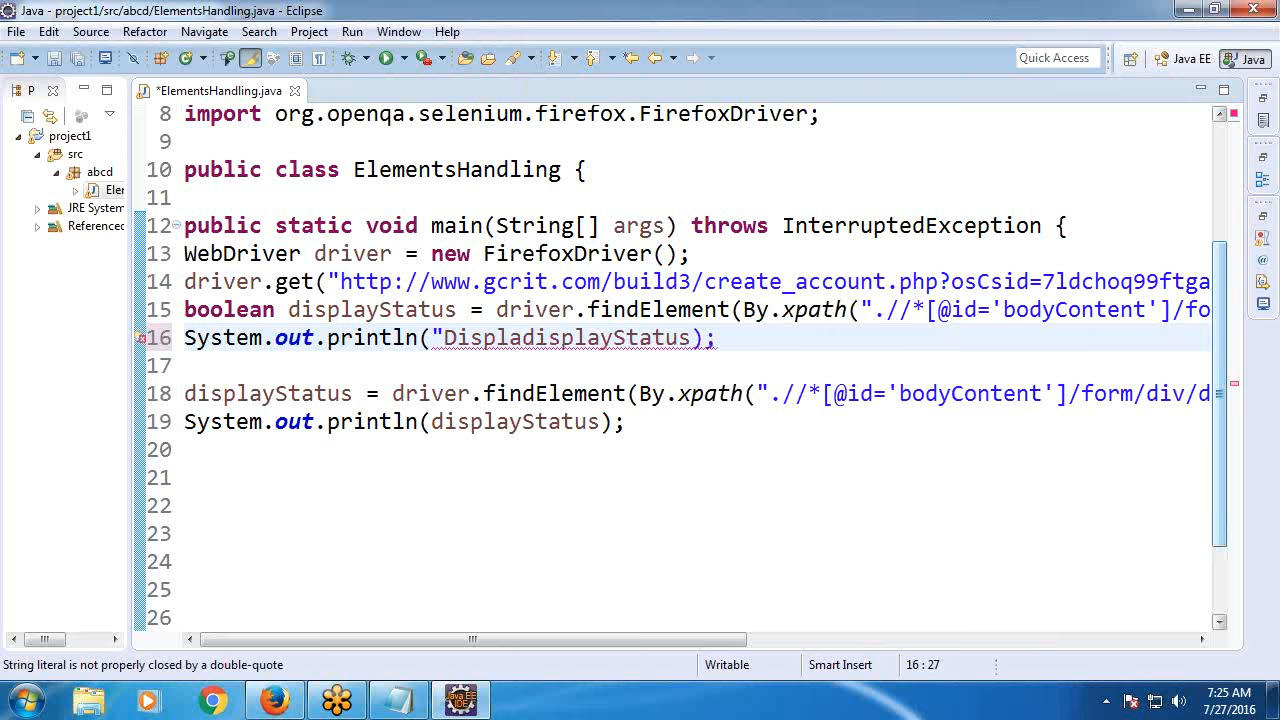 Java - project1/src/abcd/ElementsHandling.java - Eclipse
File Edit Source Refactor Navigate Search Project Run Window Help
Quick Access Java EE Java
P *ElementsHandling.java
project1
src
abcd
Elem
JRE System
Referenced
8 import org.openqa.selenium.firefox.FirefoxDriver;
9
10 public class ElementsHandling {
11
12 public static void main(String[] args) throws InterruptedException {
13 WebDriver driver = new FirefoxDriver();
14 driver.get("http://www.gcrit.com/build3/create_account.php?osCsid=7ldchoq99ftga
15 boolean displayStatus = driver.findElement(By.xpath(".//*[@id='bodyContent']/fo
16 System.out.println("DispladisplayStatus);
17
18 displayStatus = driver.findElement(By.xpath(".//*[@id='bodyContent']/form/div/d
19 System.out.println(displayStatus);
20
21
22
23
24
25
26
String literal is not properly closed by a double-quote Writable Smart Insert 16 : 27
Java EE
IDE
7:25 AM
7/27/2016